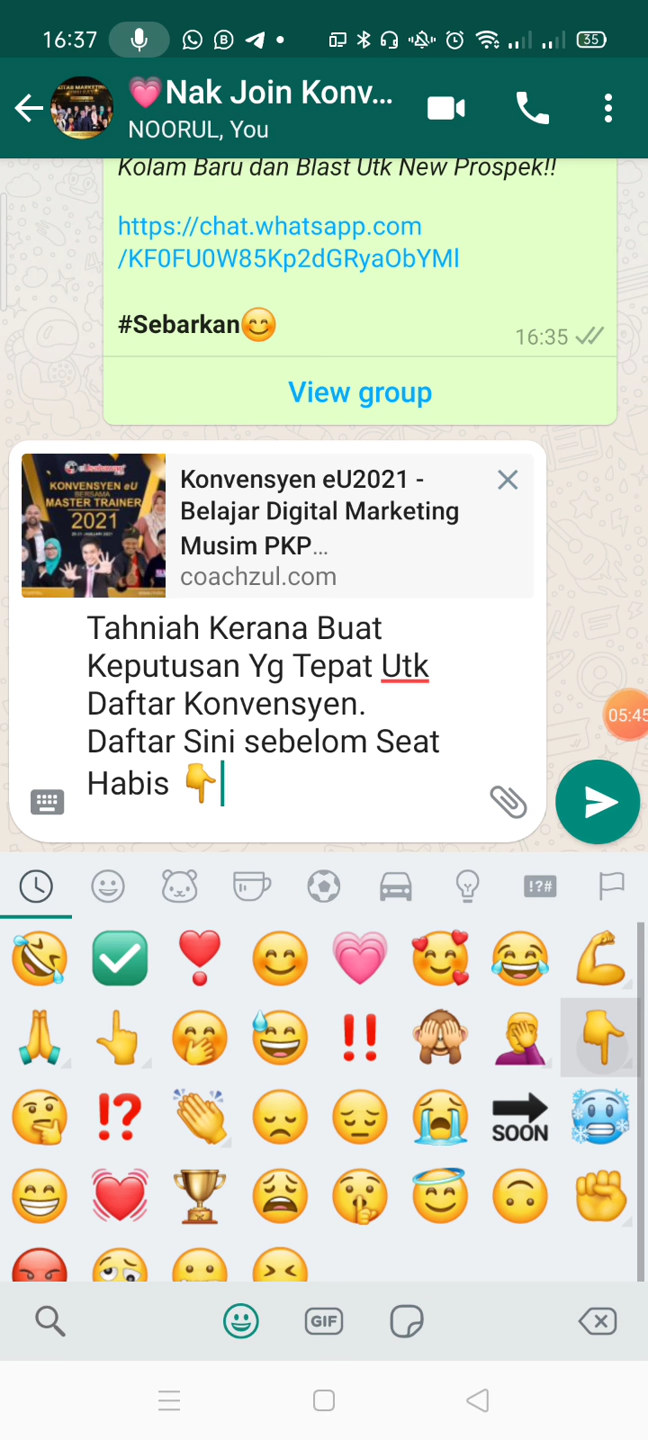 16:37
35
💗Nak Join Konv...
NOORUL, You
Kolam Baru dan Blast Utk New Prospek!!
https://chat.whatsapp.com
/KF0FU0W85Kp2dGRyaObYMl
#Sebarkan😊
16:35
View group
KONVENSYEN eU
BERSAMA
MASTER TRAINER
2021
Konvensyen eU2021 -
Belajar Digital Marketing
Musim PKP...
coachzul.com
Tahniah Kerana Buat
Keputusan Yg Tepat Utk
Daftar Konvensyen.
Daftar Sini sebelom Seat
Habis 👇
05:45
!?#
SOON
GIF